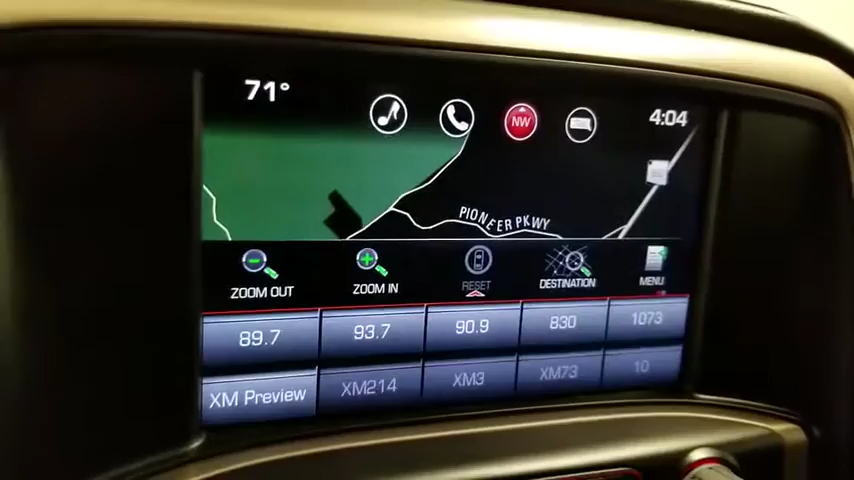 71°
NW
4:04
PIONEER PKWY
ZOOM OUT
ZOOM IN
RESET
DESTINATION
MENU
89.7
93.7
90.9
830
1073
XM Preview
XM214
XM3
XM73
10